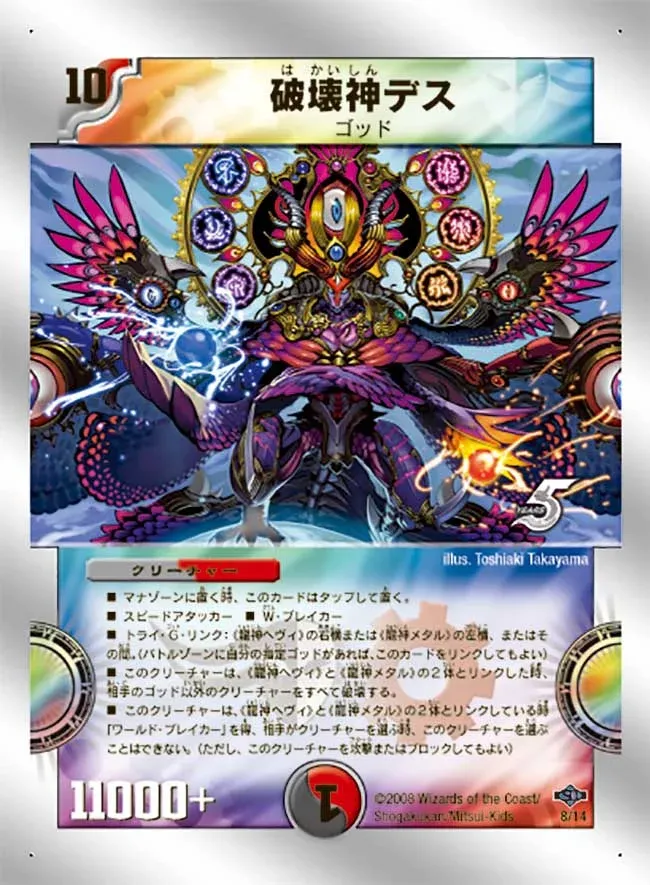 10
は かいしん
破壊神デス
ゴッド
5
YEARS
illus. Toshiaki Takayama
クリーチャー
■ マナゾーンに置く時、このカードはタップして置く。
■ スピードアタッカー ■ W・ブレイカー
■ トライ・G・リンク:《龍神ヘヴィ》の右横または《龍神メタル》の左横、またはそ
の間。(バトルゾーンに自分の指定ゴッドがあれば、このカードをリンクしてもよい)
■ このクリーチャーは、《龍神ヘヴィ》と《龍神メタル》の2体とリンクした時、
相手のゴッド以外のクリーチャーをすべて破壊する。
■ このクリーチャーは、《龍神ヘヴィ》と《龍神メタル》の2体とリンクしている時
「ワールド・ブレイカー」を得、相手がクリーチャーを選ぶ時、このクリーチャーを選ぶ
ことはできない。(ただし、このクリーチャーを攻撃またはブロックしてもよい)
11000+
1
©2008 Wizards of the Coast/
Shogakukan/Mitsui-Kids
8/14